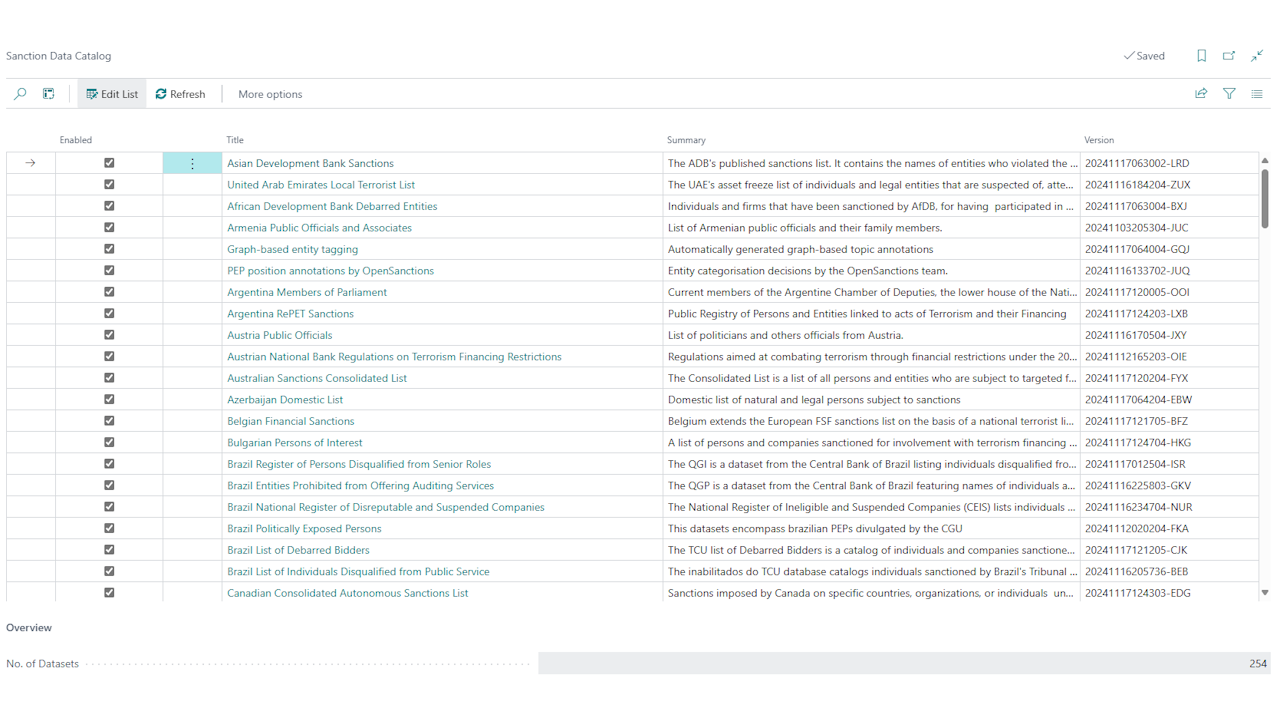 Sanction Data Catalog
Saved
Edit List Refresh More options
Enabled Title Summary Version
Asian Development Bank Sanctions The ADB's published sanctions list. It contains the names of entities who violated the ... 20241117063002-LRD
United Arab Emirates Local Terrorist List The UAE's asset freeze list of individuals and legal entities that are suspected of, atte... 20241116184204-ZUX
African Development Bank Debarred Entities Individuals and firms that have been sanctioned by AfDB, for having participated in ... 20241117063004-BXJ
Armenia Public Officials and Associates List of Armenian public officials and their family members. 20241103205304-JUC
Graph-based entity tagging Automatically generated graph-based topic annotations 20241117064004-GQJ
PEP position annotations by OpenSanctions Entity categorisation decisions by the OpenSanctions team. 20241116133702-JUQ
Argentina Members of Parliament Current members of the Argentine Chamber of Deputies, the lower house of the Nati... 20241117120005-OOI
Argentina RePET Sanctions Public Registry of Persons and Entities linked to acts of Terrorism and their Financing 20241117124203-LXB
Austria Public Officials List of politicians and others officials from Austria. 20241116170504-JXY
Austrian National Bank Regulations on Terrorism Financing Restrictions Regulations aimed at combating terrorism through financial restrictions under the 20... 20241112165203-OIE
Australian Sanctions Consolidated List The Consolidated List is a list of all persons and entities who are subject to targeted f... 20241117120204-FYX
Azerbaijan Domestic List Domestic list of natural and legal persons subject to sanctions 20241117064204-EBW
Belgian Financial Sanctions Belgium extends the European FSF sanctions list on the basis of a national terrorist li... 20241117121705-BFZ
Bulgarian Persons of Interest A list of persons and companies sanctioned for involvement with terrorism financing ... 20241117124704-HKG
Brazil Register of Persons Disqualified from Senior Roles The QGI is a dataset from the Central Bank of Brazil listing individuals disqualified fro... 20241117012504-ISR
Brazil Entities Prohibited from Offering Auditing Services The QGP is a dataset from the Central Bank of Brazil featuring names of individuals a... 20241116225803-GKV
Brazil National Register of Disreputable and Suspended Companies The National Register of Ineligible and Suspended Companies (CEIS) lists individuals ... 20241116234704-NUR
Brazil Politically Exposed Persons This datasets encompass brazilian PEPs divulgated by the CGU 20241112020204-FKA
Brazil List of Debarred Bidders The TCU list of Debarred Bidders is a catalog of individuals and companies sanctione... 20241117121205-CJK
Brazil List of Individuals Disqualified from Public Service The inabilitados do TCU database catalogs individuals sanctioned by Brazil's Tribunal ... 20241116205736-BEB
Canadian Consolidated Autonomous Sanctions List Sanctions imposed by Canada on specific countries, organizations, or individuals un... 20241117124303-EDG
Overview
No. of Datasets 254